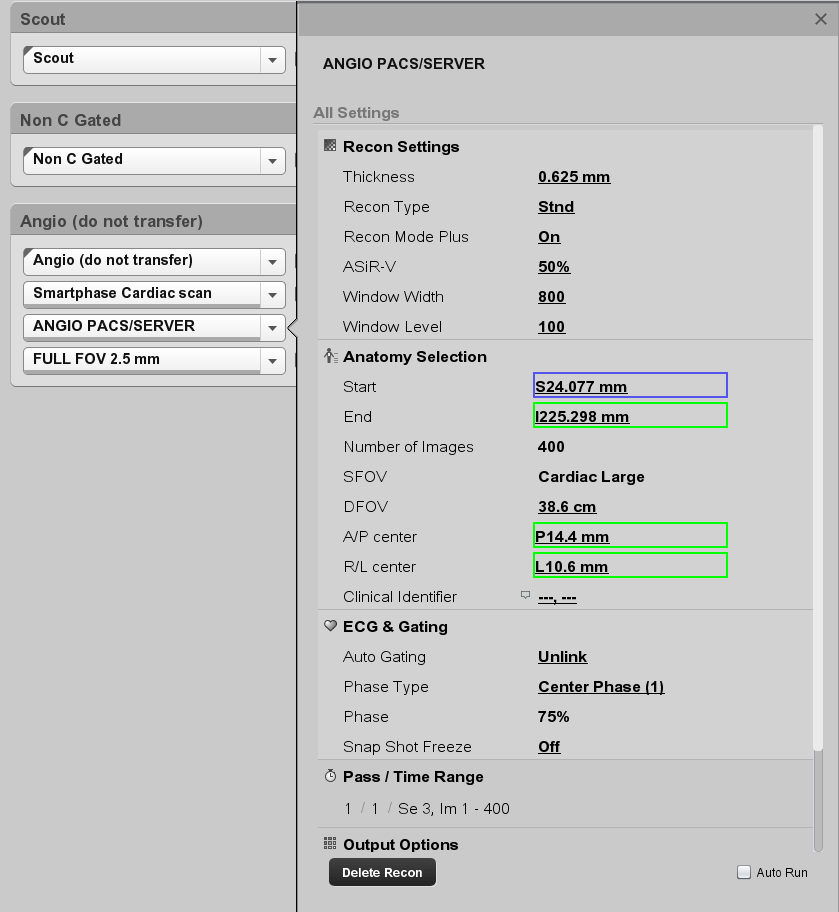 Scout
Scout
Non C Gated
Non C Gated
Angio (do not transfer)
Angio (do not transfer)
Smartphase Cardiac scan
ANGIO PACS/SERVER
FULL FOV 2.5 mm
ANGIO PACS/SERVER
All Settings
Recon Settings
Thickness 0.625 mm
Recon Type Stnd
Recon Mode Plus On
ASiR-V 50%
Window Width 800
Window Level 100
Anatomy Selection
Start S24.077 mm
End I225.298 mm
Number of Images 400
SFOV Cardiac Large
DFOV 38.6 cm
A/P center P14.4 mm
R/L center L10.6 mm
Clinical Identifier ---, ---
ECG & Gating
Auto Gating Unlink
Phase Type Center Phase (1)
Phase 75%
Snap Shot Freeze Off
Pass / Time Range
1 / 1 / Se 3, Im 1 - 400
Output Options
Delete Recon Auto Run